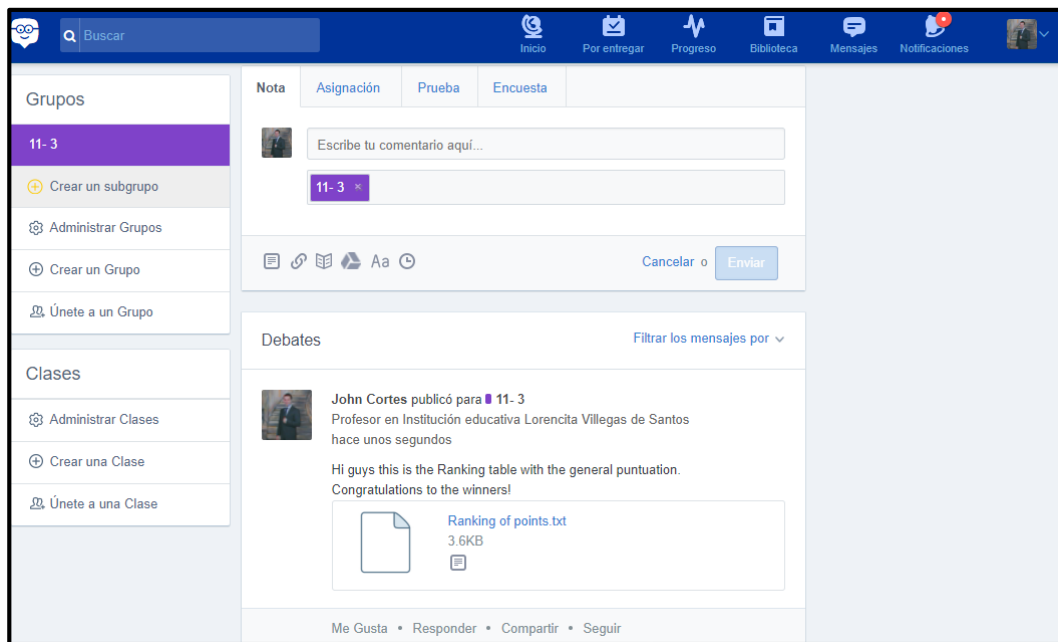 Buscar
Inicio
Por entregar
Progreso
Biblioteca
Mensajes
Notificaciones
Grupos
11- 3
Crear un subgrupo
Administrar Grupos
Crear un Grupo
Únete a un Grupo
Clases
Administrar Clases
Crear una Clase
Únete a una Clase
Nota Asignación Prueba Encuesta
Escribe tu comentario aquí...
11- 3 ×
Aa
Cancelar o Enviar
Debates
Filtrar los mensajes por
John Cortes publicó para 11- 3
Profesor en Institución educativa Lorencita Villegas de Santos
hace unos segundos
Hi guys this is the Ranking table with the general puntuation.
Congratulations to the winners!
Ranking of points.txt
3.6KB
Me Gusta • Responder • Compartir • Seguir